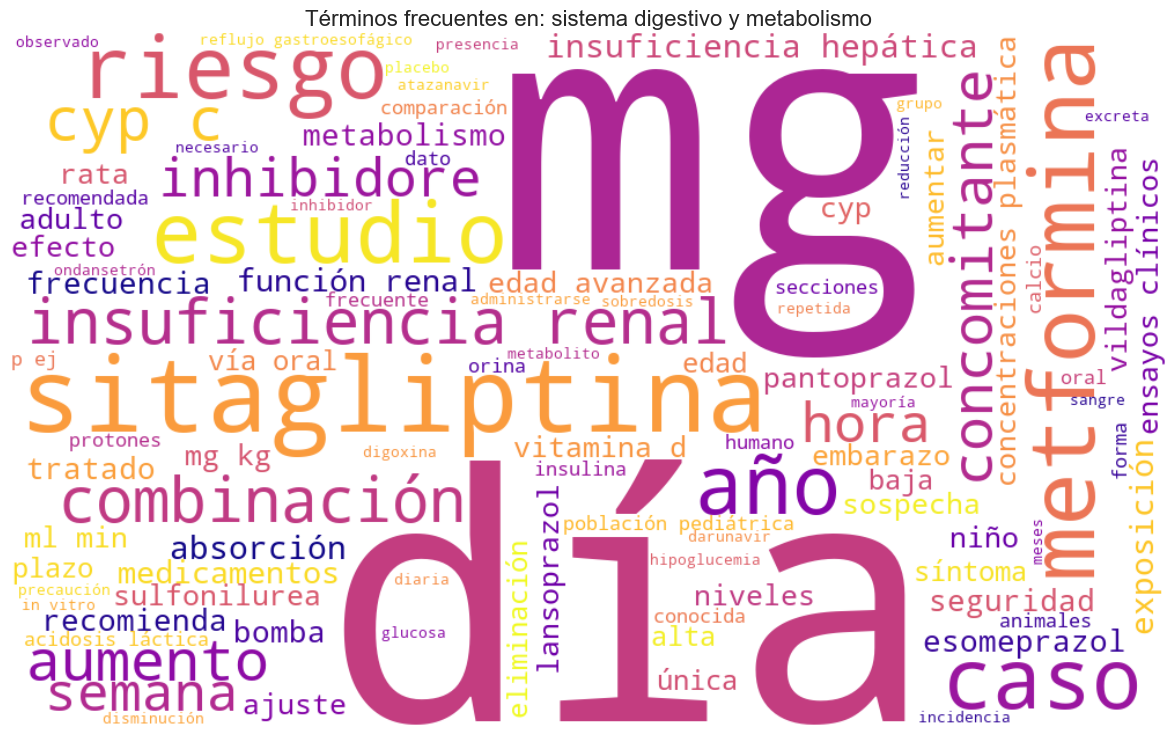 Términos frecuentes en: sistema digestivo y metabolismo
observado
reflujo gastroesofágico
presencia
insuficiencia hepática
riesgo
placebo
atazanavir
mg
cyp c
comparación
grupo
excreta
metabolismo
necesario
dato
reducción
aumentar
concomitante
concentraciones plasmática
metformina
rata
inhibidore
recomendada
inhibidor
cyp
adulto
estudio
efecto
vildagliptina
ensayos clínicos
ondansetrón
frecuencia
función renal
edad avanzada
secciones
calcio
frecuente
administrarse
sobredosis
repetida
insuficiencia renal
p ej
vía oral
metabolito
orina
edad
pantoprazol
oral
sitagliptina
mayoría
sangre
hora
protones
mg kg
digoxina
vitamina d
humano
embarazo
forma
tratado
insulina
año
baja
exposición
combinación
sospecha
población pediátrica
ml min
absorción
darunavir
niño
meses
lansoprazol
eliminación
hipoglucemia
plazo
medicamentos
diaria
síntoma
precaución
sulfonilurea
niveles
seguridad
in vitro
día
recomienda
bomba
glucosa
conocida
animales
acidosis láctica
alta
esomeprazol
aumento
caso
semana
ajuste
única
disminución
incidencia